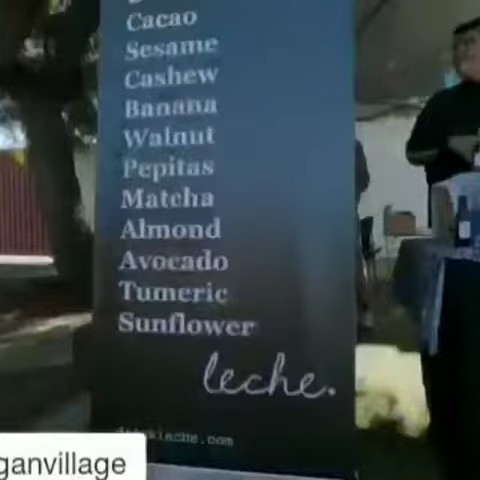 Cacao
Sesame
Cashew
Banana
Walnut
Pepitas
Matcha
Almond
Avocado
Tumeric
Sunflower
leche.
ganvillage